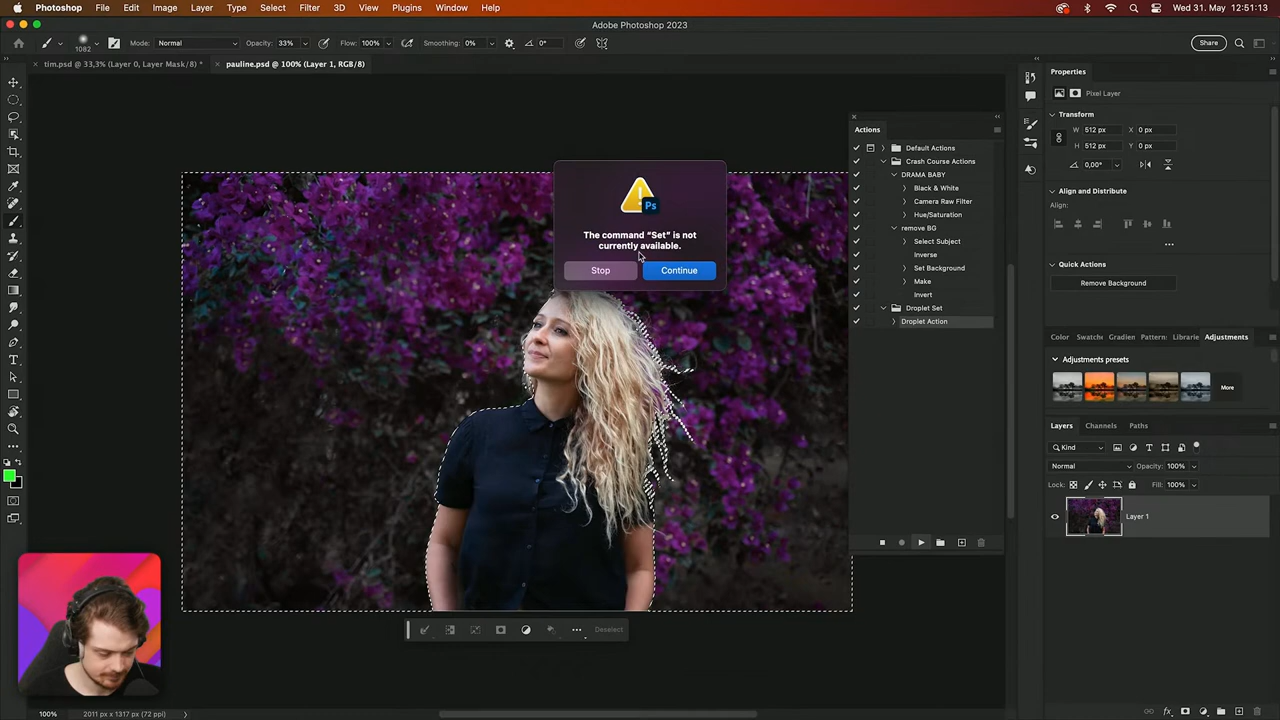 Photoshop File Edit Image Layer Type Select Filter 3D View Plugins Window Help Wed 31. May 12:51:13
Adobe Photoshop 2023
1082 Mode: Normal Opacity: 33% Flow: 100% Smoothing: 0% 0° Share
tim.psd @ 33,3% (Layer 0, Layer Mask/8) *
pauline.psd @ 100% (Layer 1, RGB/8)
The command “Set” is not
currently available.
Stop
Continue
Actions
Default Actions
Crash Course Actions
DRAMA BABY
Black & White
Camera Raw Filter
Hue/Saturation
remove BG
Select Subject
Inverse
Set Background
Make
Invert
Droplet Set
Droplet Action
Deselect
Properties
Pixel Layer
Transform
W 512 px X 0 px
H 512 px Y 0 px
0,00°
Align and Distribute
Align:
Quick Actions
Remove Background
Color Swatch Gradien Pattern Librarie Adjustments
Adjustments presets
More
Layers Channels Paths
Kind
Normal Opacity: 100%
Lock: Fill: 100%
Layer 1
100% 2011 px x 1317 px (72 ppi)